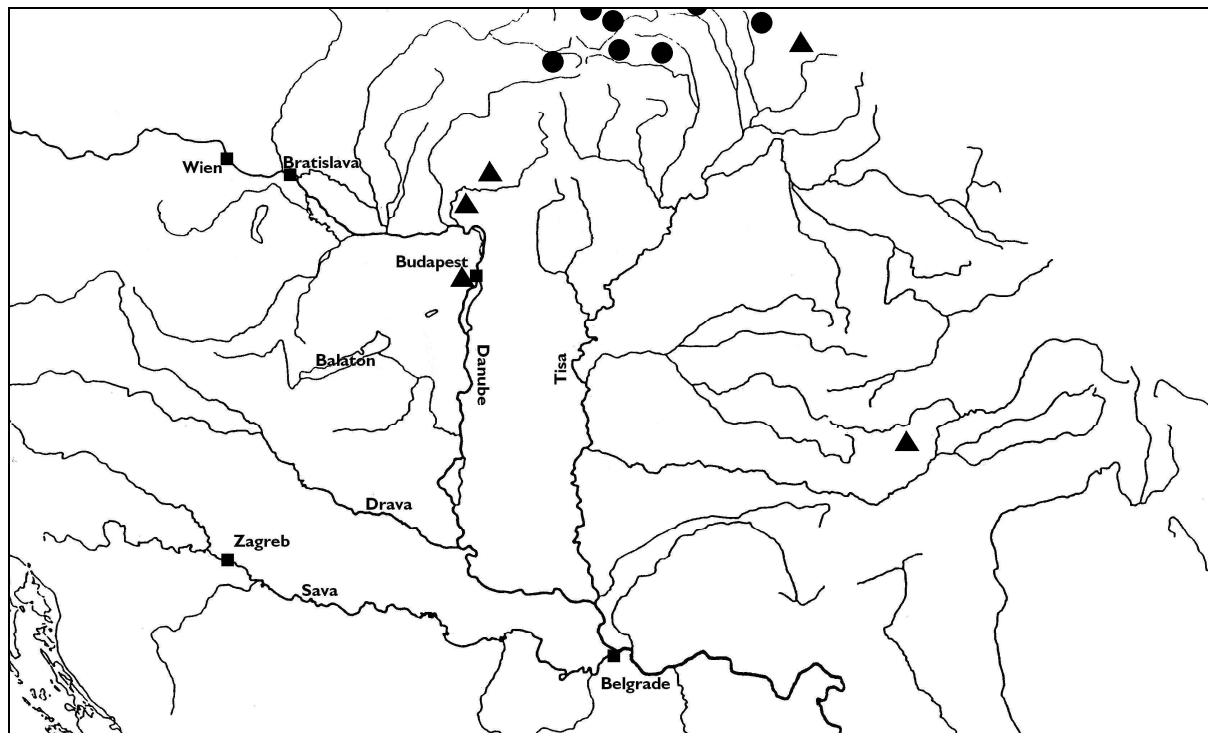 Wien
Bratislava
Budapest
Balaton
Danube
Tisa
Drava
Zagreb
Sava
Belgrade